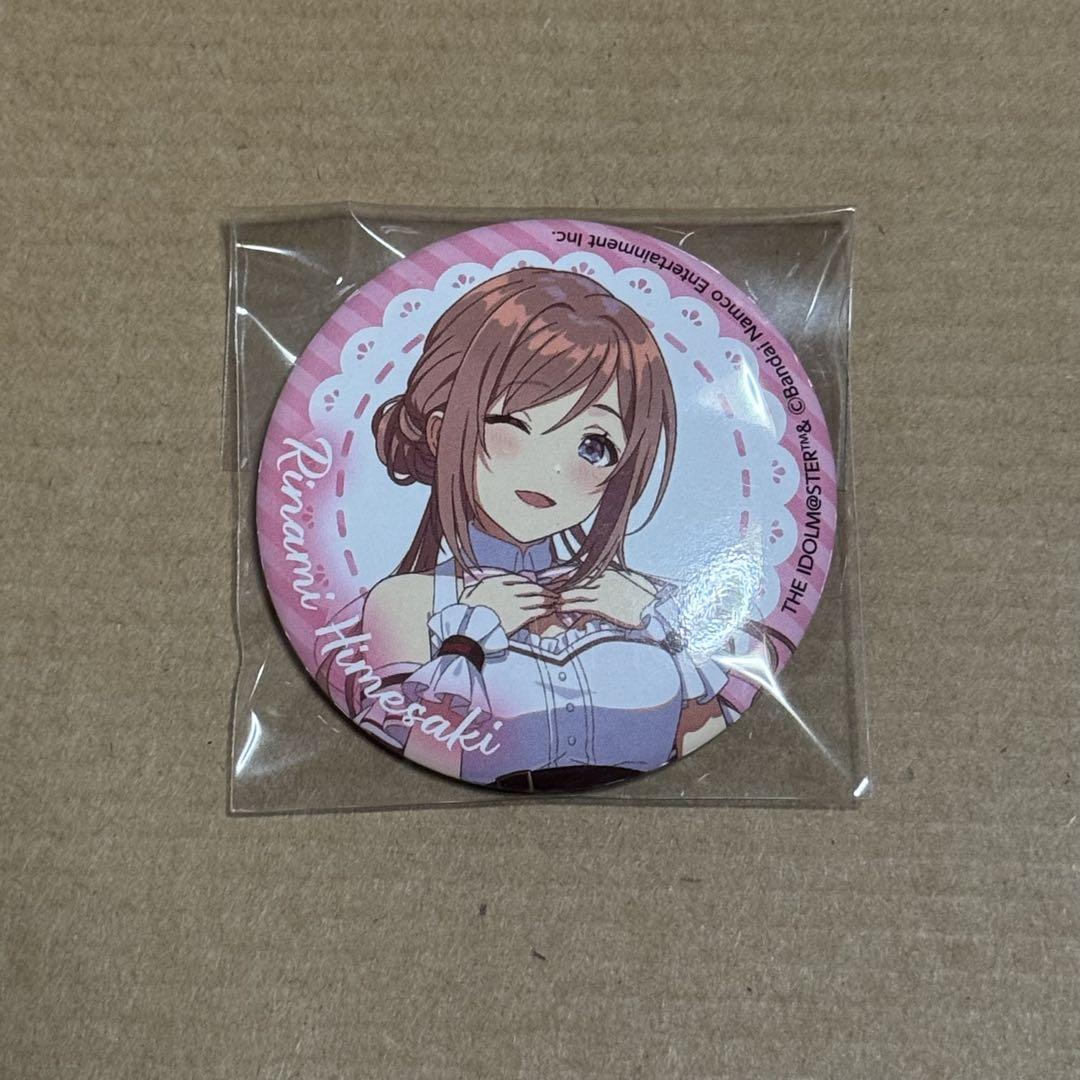 Rinami Himesaki
THE IDOLM@STER™& ©Bandai Namco Entertainment Inc.